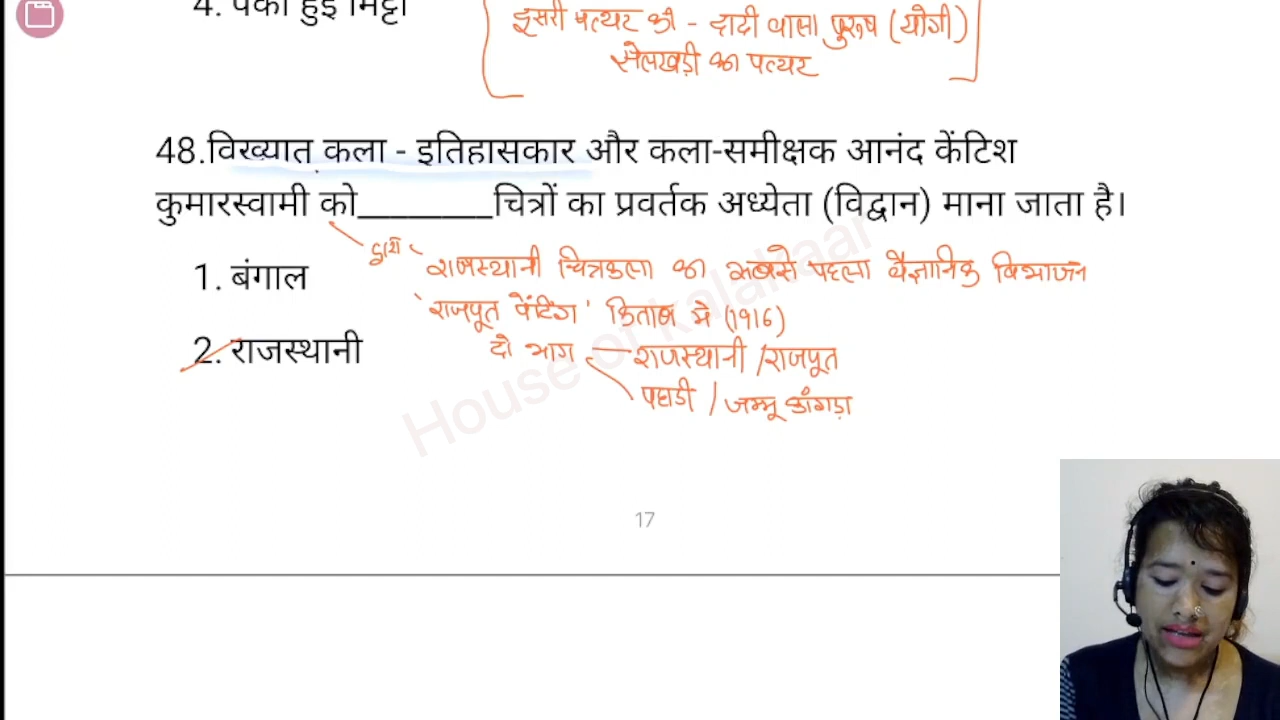 4. पकी हुई मिट्टी
दूसरी पत्थर की - दाढी वाला पुरूष (योगी)
सेलखड़ी का पत्थर
48.विख्यात कला - इतिहासकार और कला-समीक्षक आनंद केंटिश
कुमारस्वामी को_______चित्रों का प्रवर्तक अध्येता (विद्वान) माना जाता है।
द्वारा
राजस्थानी चित्रकला का सबसे पहला वैज्ञानिक विभाजन
1. बंगाल
'राजपूत पेंटिंग' किताब मे (1916)
2. राजस्थानी
दो भाग
राजस्थानी /राजपूत
पहाडी / जम्मू कांगड़ा
House of kalakaar
17